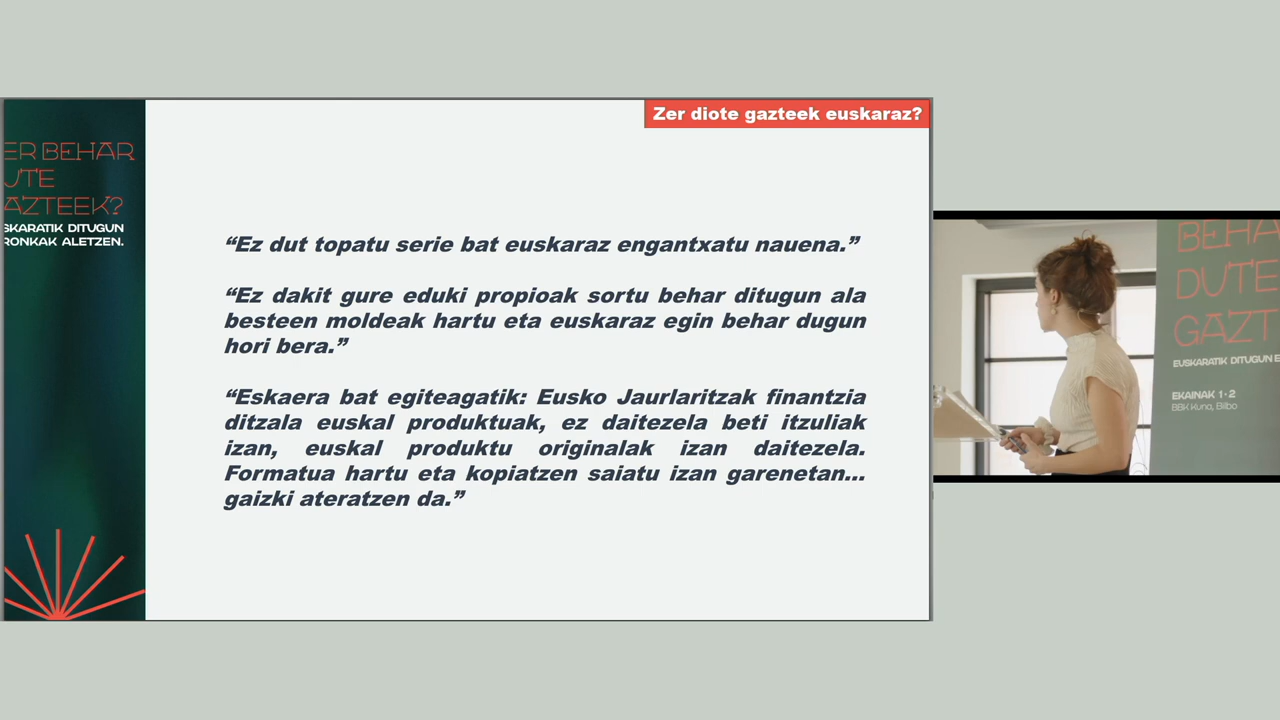 Zer diote gazteek euskaraz?
ER BEHAR
UTE
AZTEEK?
SKARATIK DITUGUN
RONKAK ALETZEN.
“Ez dut topatu serie bat euskaraz engantxatu nauena.”
“Ez dakit gure eduki propioak sortu behar ditugun ala
besteen moldeak hartu eta euskaraz egin behar dugun
hori bera.”
“Eskaera bat egiteagatik: Eusko Jaurlaritzak finantzia
ditzala euskal produktuak, ez daitezela beti itzuliak
izan, euskal produktu originalak izan daitezela.
Formatua hartu eta kopiatzen saiatu izan garenetan...
gaizki ateratzen da.”
BEHA
DUTE
GAZT
EUSKARATIK DITUGUN E
EKAINAK 1-2
BBK Kuna, Bilbo